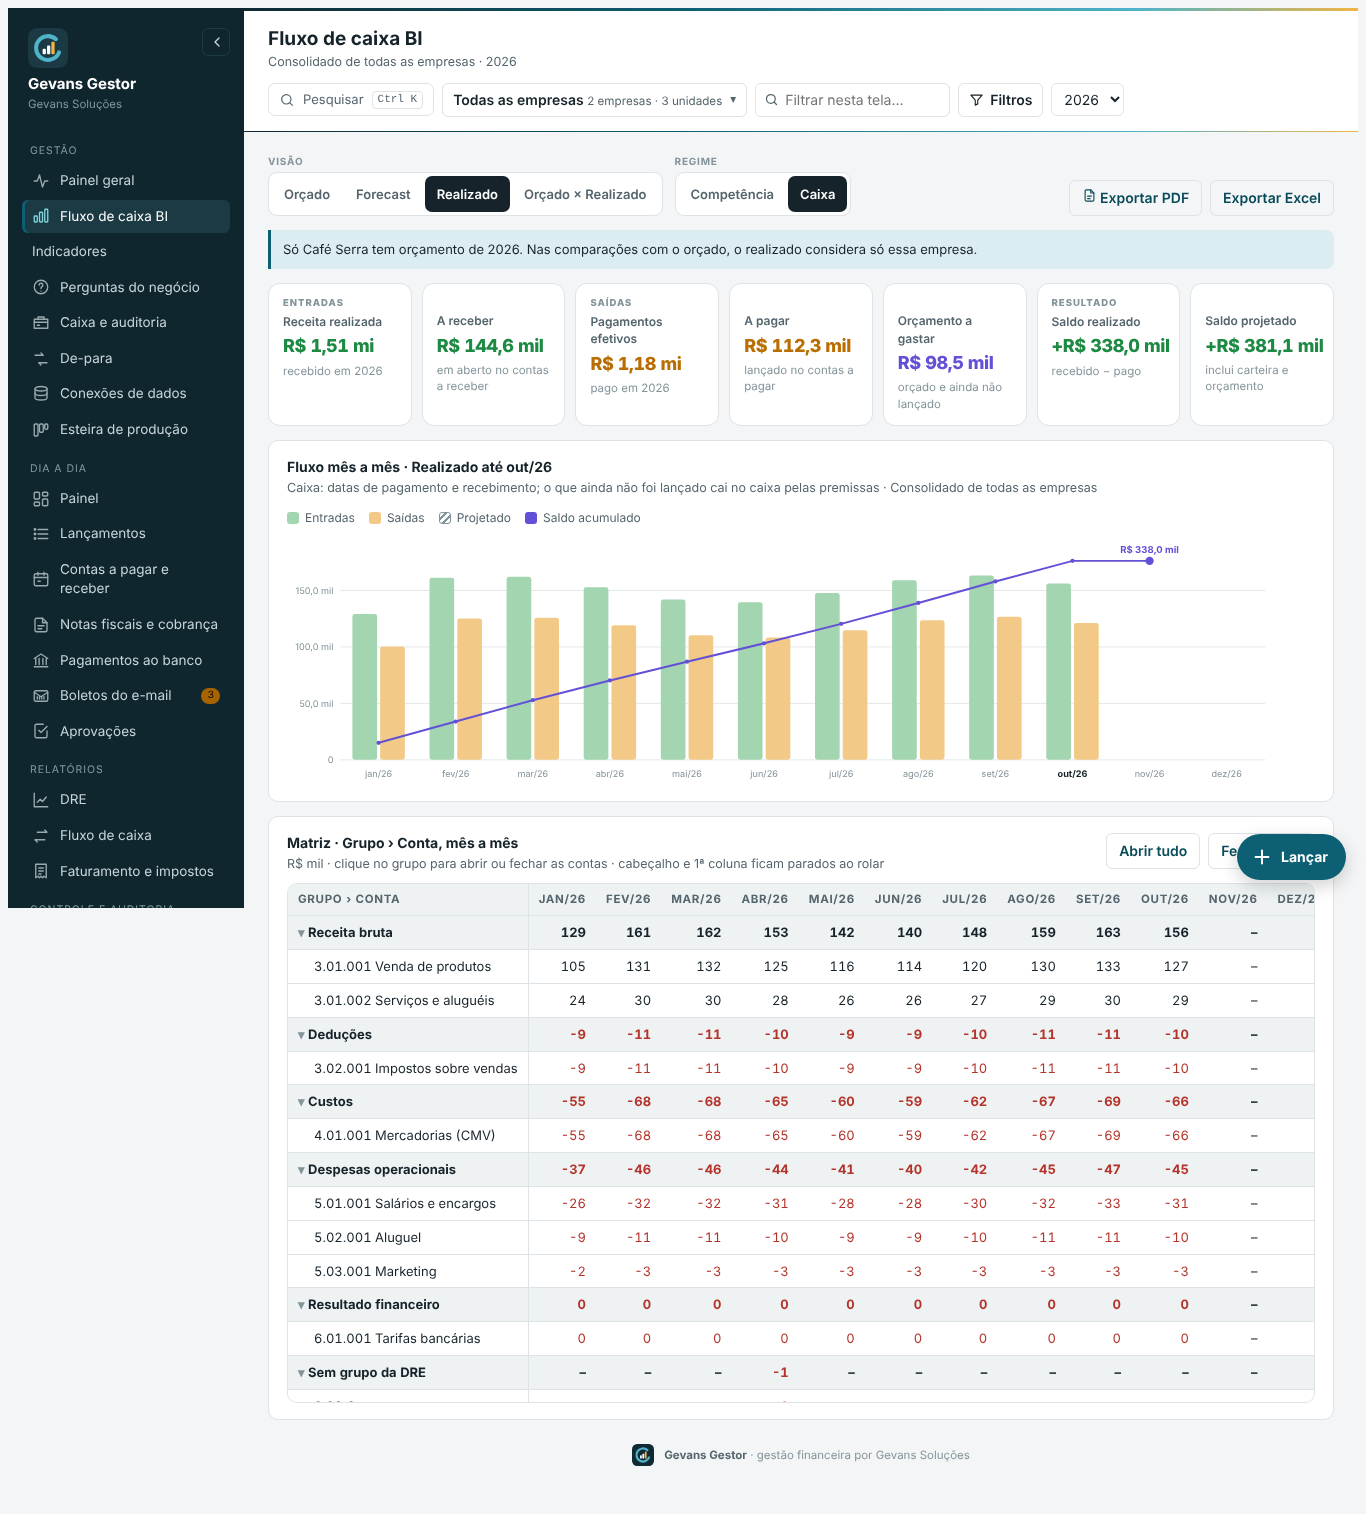 Gevans Gestor
Gevans Soluções
GESTÃO
Painel geral
Fluxo de caixa BI
Indicadores
Perguntas do negócio
Caixa e auditoria
De-para
Conexões de dados
Esteira de produção
DIA A DIA
Painel
Lançamentos
Contas a pagar e
receber
Notas fiscais e cobrança
Pagamentos ao banco
Boletos do e-mail 3
Aprovações
RELATÓRIOS
DRE
Fluxo de caixa
Faturamento e impostos
CONTROLE E AUDITORIA
Fluxo de caixa BI
Consolidado de todas as empresas · 2026
Pesquisar Ctrl K Todas as empresas 2 empresas · 3 unidades ▾ Filtrar nesta tela... Filtros 2026
VISÃO REGIME
Orçado Forecast Realizado Orçado × Realizado Competência Caixa Exportar PDF Exportar Excel
Só Café Serra tem orçamento de 2026. Nas comparações com o orçado, o realizado considera só essa empresa.
ENTRADAS
Receita realizada
R$ 1,51 mi
recebido em 2026
A receber
R$ 144,6 mil
em aberto no contas
a receber
SAÍDAS
Pagamentos
efetivos
R$ 1,18 mi
pago em 2026
A pagar
R$ 112,3 mil
lançado no contas a
pagar
Orçamento a
gastar
R$ 98,5 mil
orçado e ainda não
lançado
RESULTADO
Saldo realizado
+R$ 338,0 mil
recebido − pago
Saldo projetado
+R$ 381,1 mil
inclui carteira e
orçamento
Fluxo mês a mês · Realizado até out/26
Caixa: datas de pagamento e recebimento; o que ainda não foi lançado cai no caixa pelas premissas · Consolidado de todas as empresas
Entradas Saídas Projetado Saldo acumulado
R$ 338,0 mil
150,0 mil
100,0 mil
50,0 mil
0
jan/26 fev/26 mar/26 abr/26 mai/26 jun/26 jul/26 ago/26 set/26 out/26 nov/26 dez/26
Matriz · Grupo › Conta, mês a mês
R$ mil · clique no grupo para abrir ou fechar as contas · cabeçalho e 1ª coluna ficam parados ao rolar
Abrir tudo Fe
Lançar
GRUPO › CONTA JAN/26 FEV/26 MAR/26 ABR/26 MAI/26 JUN/26 JUL/26 AGO/26 SET/26 OUT/26 NOV/26 DEZ/2
▾ Receita bruta 129 161 162 153 142 140 148 159 163 156 –
3.01.001 Venda de produtos 105 131 132 125 116 114 120 130 133 127 –
3.01.002 Serviços e aluguéis 24 30 30 28 26 26 27 29 30 29 –
▾ Deduções -9 -11 -11 -10 -9 -9 -10 -11 -11 -10 –
3.02.001 Impostos sobre vendas -9 -11 -11 -10 -9 -9 -10 -11 -11 -10 –
▾ Custos -55 -68 -68 -65 -60 -59 -62 -67 -69 -66 –
4.01.001 Mercadorias (CMV) -55 -68 -68 -65 -60 -59 -62 -67 -69 -66 –
▾ Despesas operacionais -37 -46 -46 -44 -41 -40 -42 -45 -47 -45 –
5.01.001 Salários e encargos -26 -32 -32 -31 -28 -28 -30 -32 -33 -31 –
5.02.001 Aluguel -9 -11 -11 -10 -9 -9 -10 -11 -11 -10 –
5.03.001 Marketing -2 -3 -3 -3 -3 -3 -3 -3 -3 -3 –
▾ Resultado financeiro 0 0 0 0 0 0 0 0 0 0 –
6.01.001 Tarifas bancárias 0 0 0 0 0 0 0 0 0 0 –
▾ Sem grupo da DRE – – – -1 – – – – – – –
Gevans Gestor · gestão financeira por Gevans Soluções